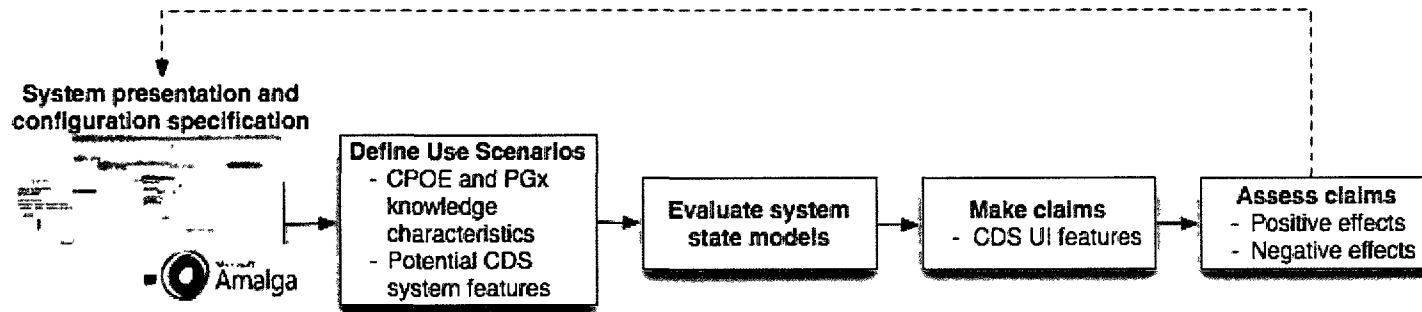 System presentation and
configuration specification
Amalga
Define Use Scenarios
- CPOE and PGx
knowledge
characteristics
- Potential CDS
system features
Evaluate system
state models
Make claims
- CDS UI features
Assess claims
- Positive effects
- Negative effects